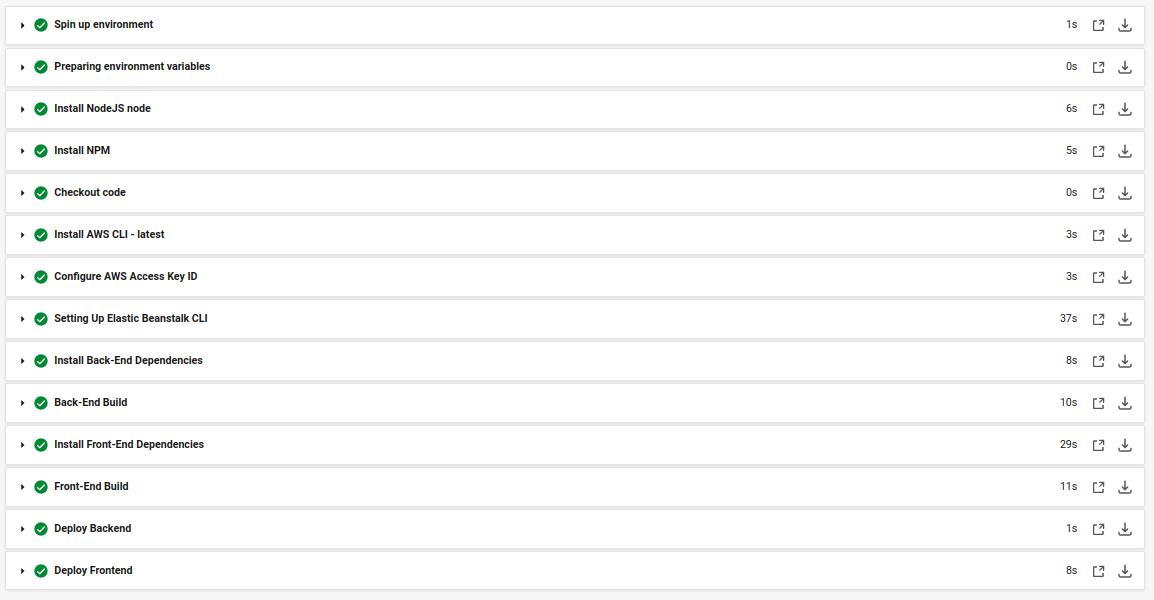 Spin up environment 1s
Preparing environment variables 0s
Install NodeJS node 6s
Install NPM 5s
Checkout code 0s
Install AWS CLI - latest 3s
Configure AWS Access Key ID 3s
Setting Up Elastic Beanstalk CLI 37s
Install Back-End Dependencies 8s
Back-End Build 10s
Install Front-End Dependencies 29s
Front-End Build 11s
Deploy Backend 1s
Deploy Frontend 8s